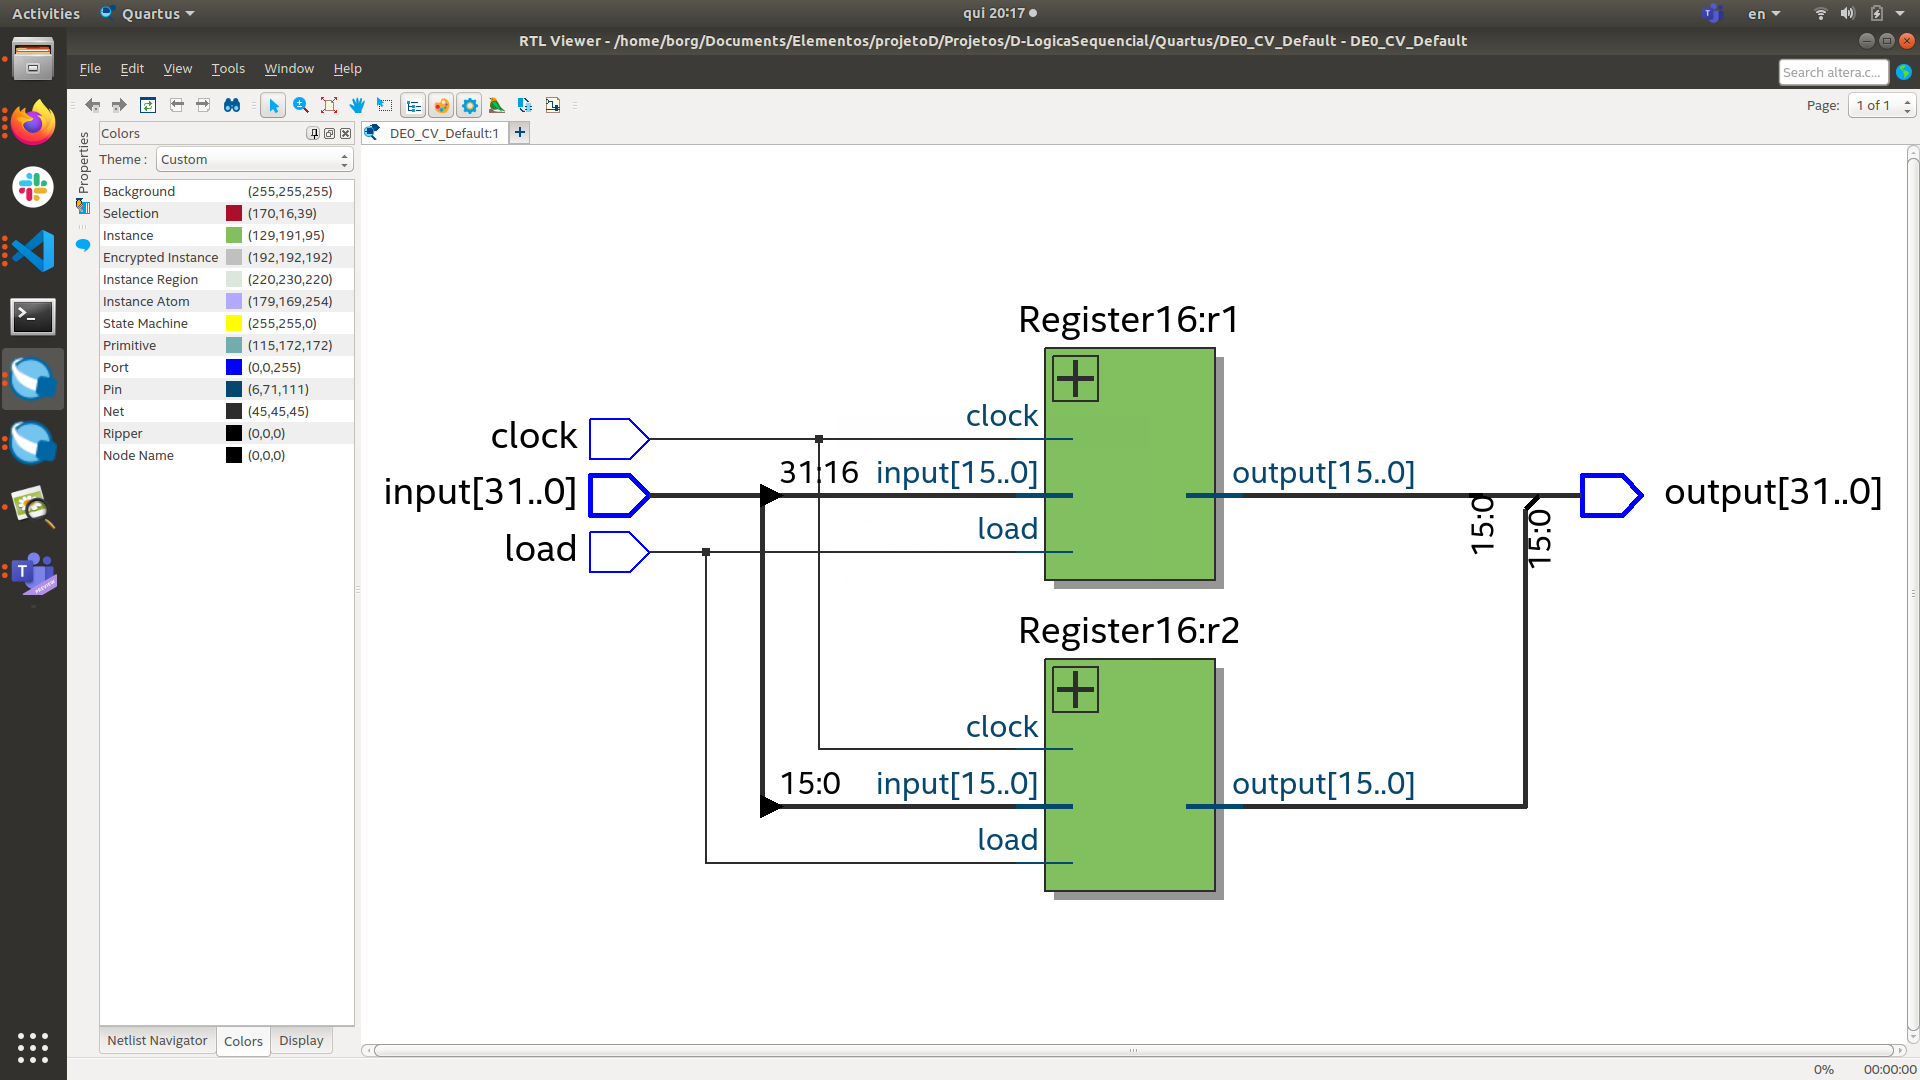 Activities Quartus qui 20:17 en
RTL Viewer - /home/borg/Documents/Elementos/projetoD/Projetos/D-LogicaSequencial/Quartus/DE0_CV_Default - DE0_CV_Default
File Edit View Tools Window Help Search altera.c...
Page: 1 of 1
Properties
Colors
DE0_CV_Default:1
Theme : Custom
Background (255,255,255)
Selection (170,16,39)
Instance (129,191,95)
Encrypted Instance (192,192,192)
Instance Region (220,230,220)
Instance Atom (179,169,254)
State Machine (255,255,0)
Primitive (115,172,172)
Port (0,0,255)
Pin (6,71,111)
Net (45,45,45)
Ripper (0,0,0)
Node Name (0,0,0)
Register16:r1
clock
clock
31:16 input[15..0] output[15..0]
input[31..0] output[31..0]
load
load
15:0
15:0
Register16:r2
clock
15:0 input[15..0] output[15..0]
load
Netlist Navigator Colors Display
0% 00:00:00